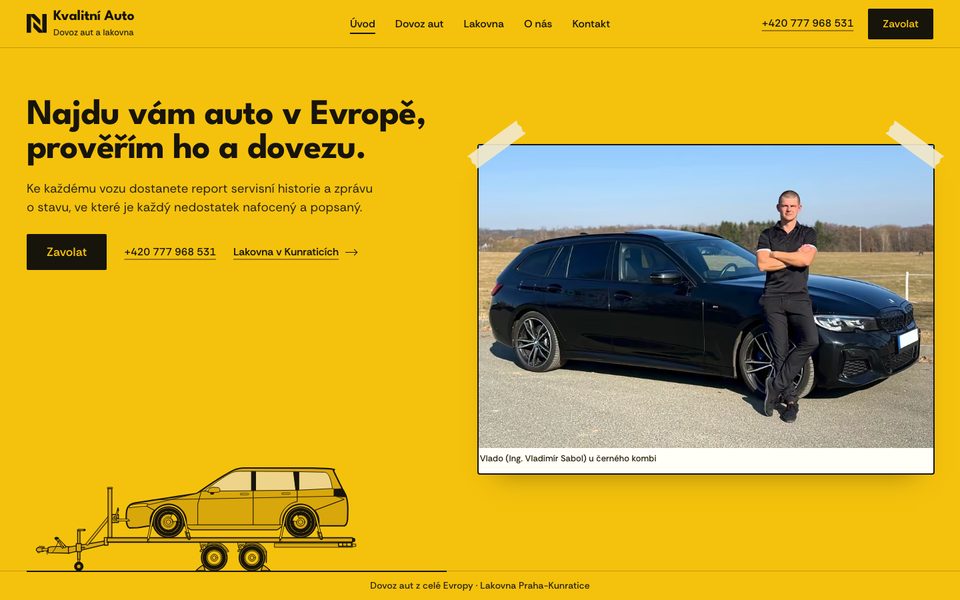 Kvalitní Auto
Dovoz aut a lakovna
Úvod
Dovoz aut
Lakovna
O nás
Kontakt
+420 777 968 531
Zavolat
Najdu vám auto v Evropě,
prověřím ho a dovezu.
Ke každému vozu dostanete report servisní historie a zprávu
o stavu, ve které je každý nedostatek nafocený a popsaný.
Zavolat
+420 777 968 531
Lakovna v Kunraticích →
Vlado (Ing. Vladimír Sabol) u černého kombi
Dovoz aut z celé Evropy · Lakovna Praha-Kunratice